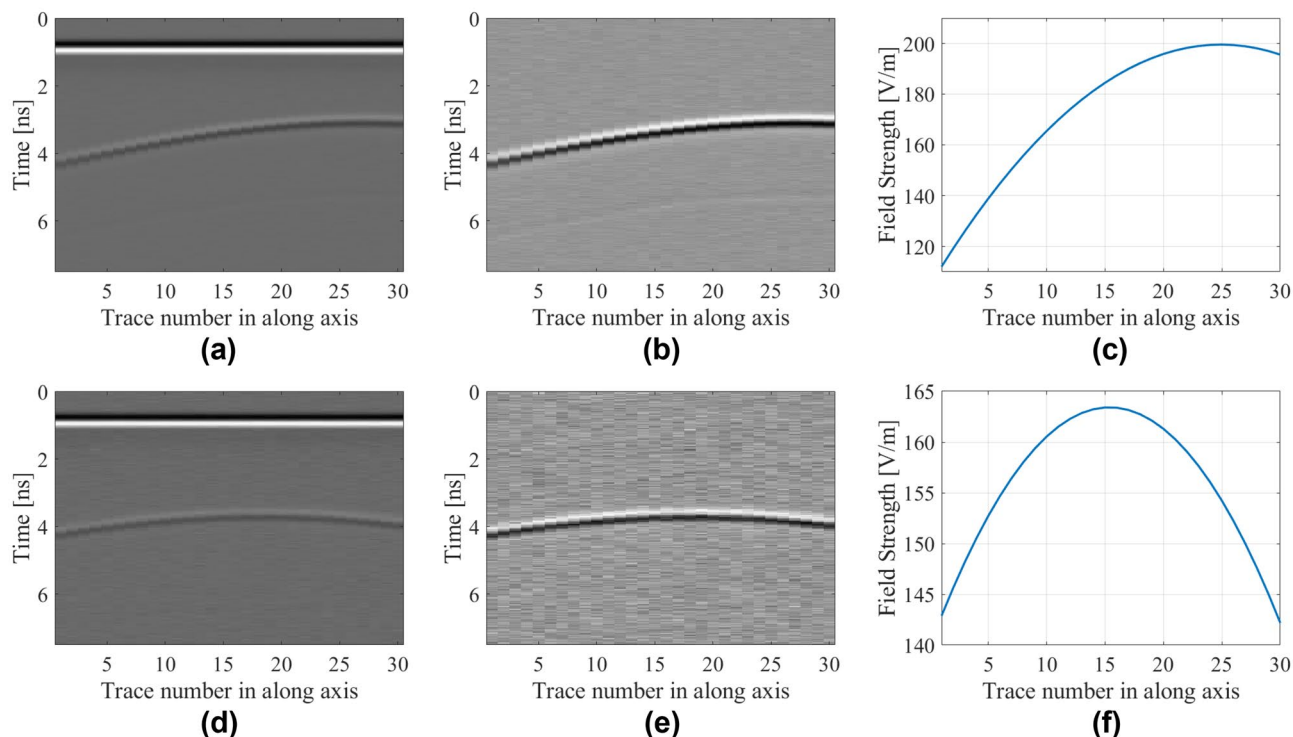 0
2
4
6
Time [ns]
5 10 15 20 25 30
Trace number in along axis
(a)
0
2
4
6
Time [ns]
5 10 15 20 25 30
Trace number in along axis
(b)
200
180
160
140
120
Field Strength [V/m]
5 10 15 20 25 30
Trace number in along axis
(c)
0
2
4
6
Time [ns]
5 10 15 20 25 30
Trace number in along axis
(d)
0
2
4
6
Time [ns]
5 10 15 20 25 30
Trace number in along axis
(e)
165
160
155
150
145
140
Field Strength [V/m]
5 10 15 20 25 30
Trace number in along axis
(f)